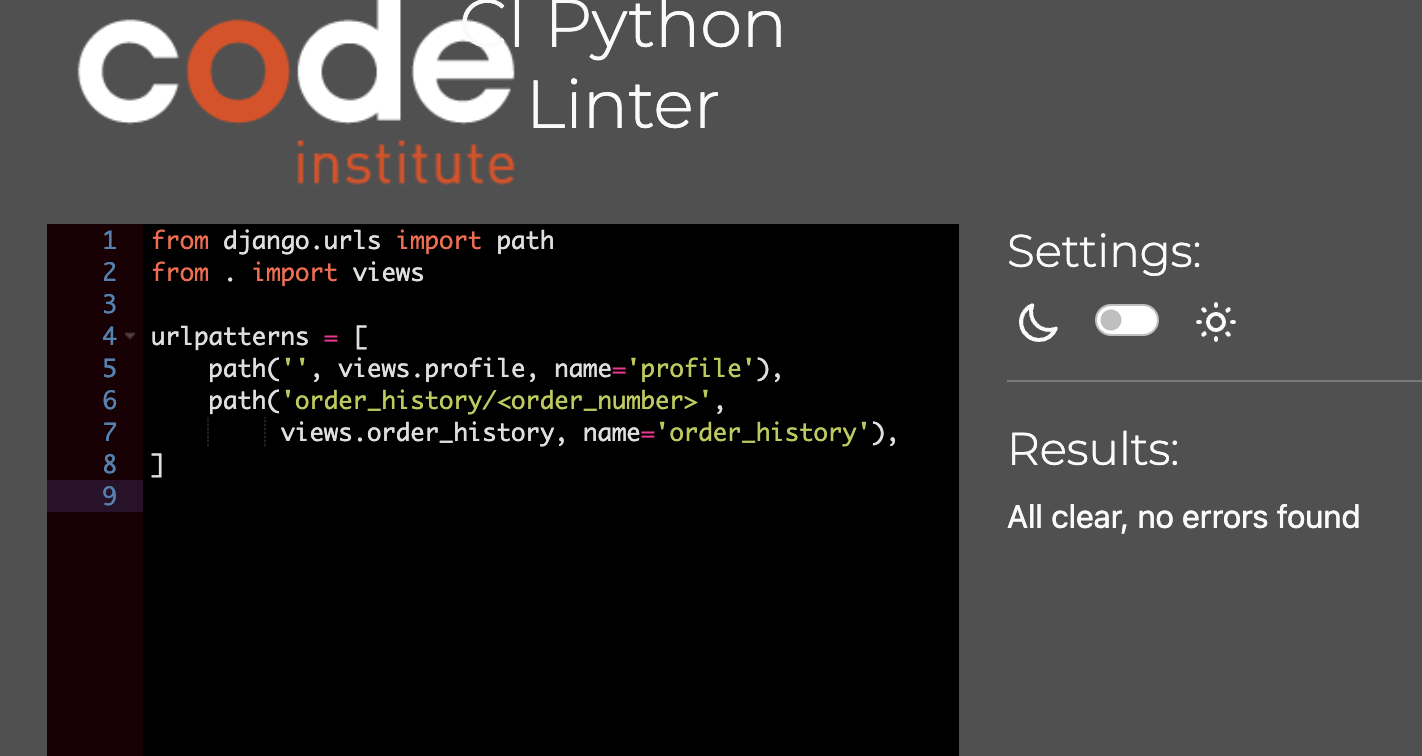 code
institute
CI Python
Linter
1 from django.urls import path
2 from . import views
3
4 urlpatterns = [
5     path('', views.profile, name='profile'),
6     path('order_history/<order_number>',
7          views.order_history, name='order_history'),
8 ]
9
Settings:
Results:
All clear, no errors found